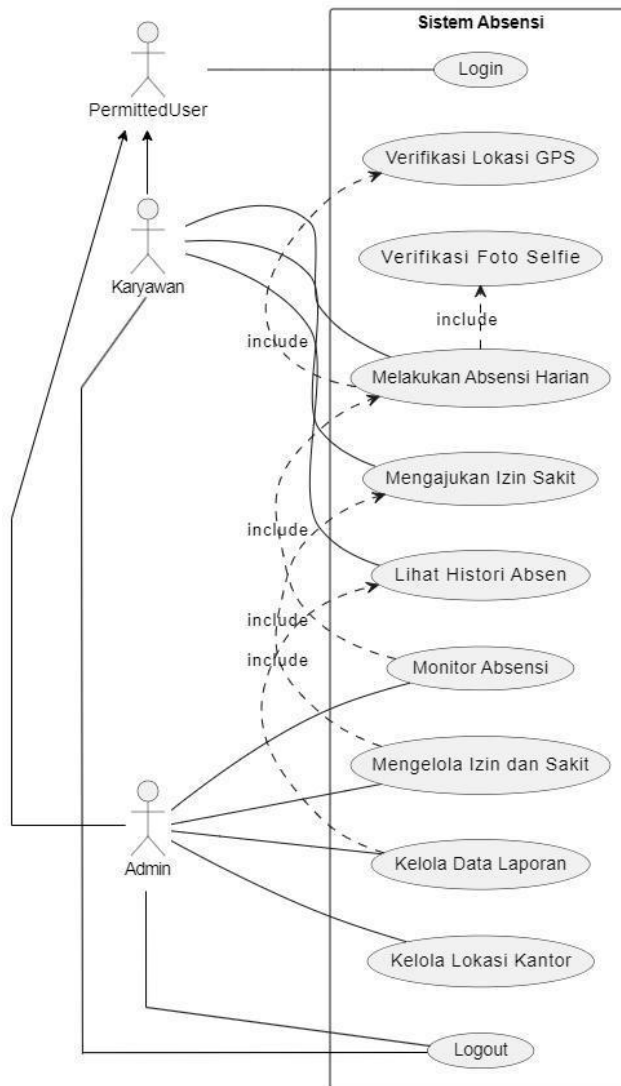 Sistem Absensi
Login
PermittedUser
Verifikasi Lokasi GPS
Verifikasi Foto Selfie
Karyawan
include
include
Melakukan Absensi Harian
Mengajukan Izin Sakit
include
Lihat Histori Absen
include
include
Monitor Absensi
Mengelola Izin dan Sakit
Admin
Kelola Data Laporan
Kelola Lokasi Kantor
Logout